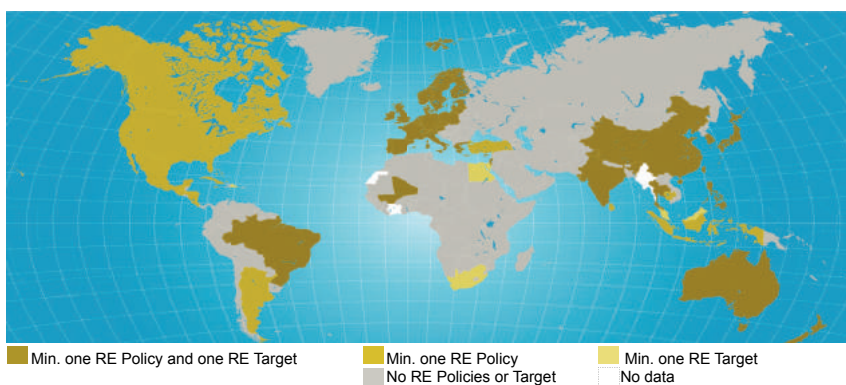 Min. one RE Policy and one RE Target
Min. one RE Policy
Min. one RE Target
No RE Policies or Target
No data